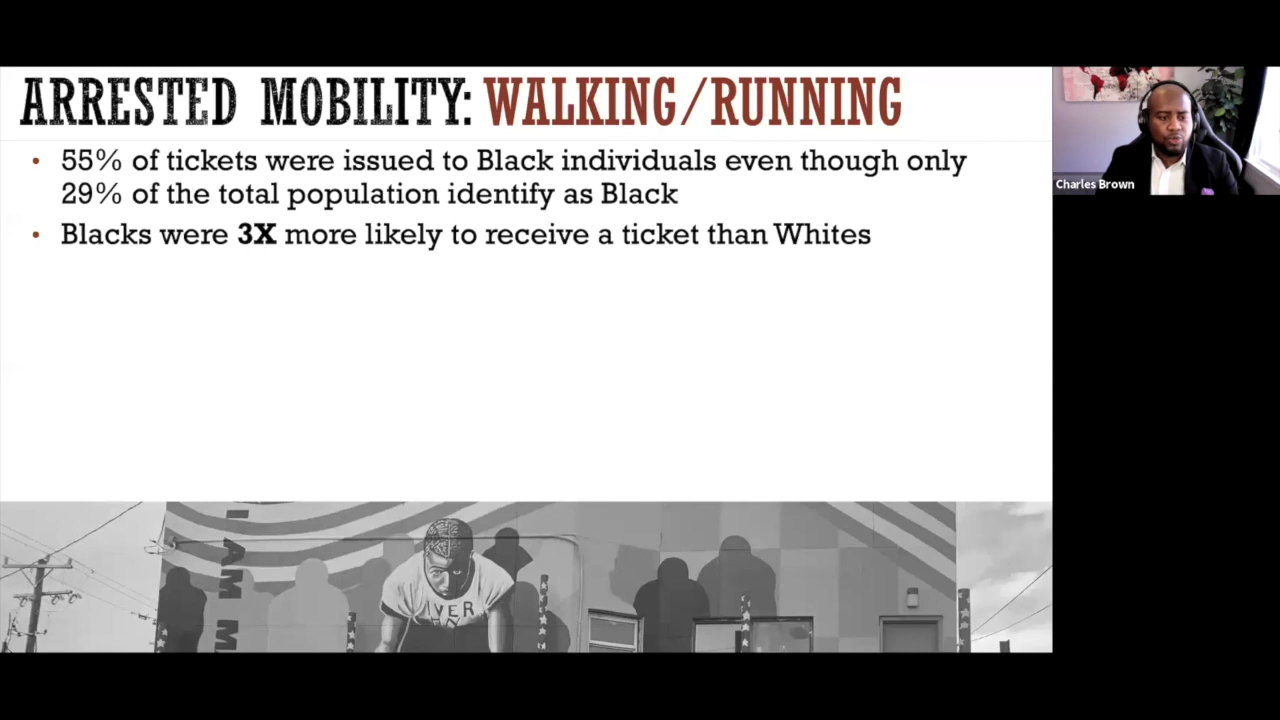 ARRESTED MOBILITY: WALKING/RUNNING
• 55% of tickets were issued to Black individuals even though only
29% of the total population identify as Black
• Blacks were 3X more likely to receive a ticket than Whites
Charles Brown
I AM M